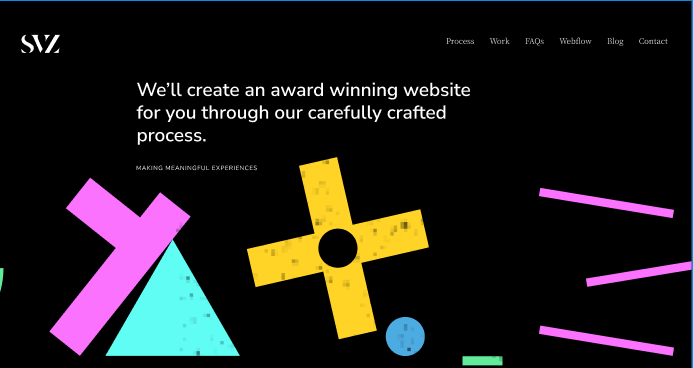 SVZ
Process Work FAQs Webflow Blog Contact
We’ll create an award winning website
for you through our carefully crafted
process.
MAKING MEANINGFUL EXPERIENCES